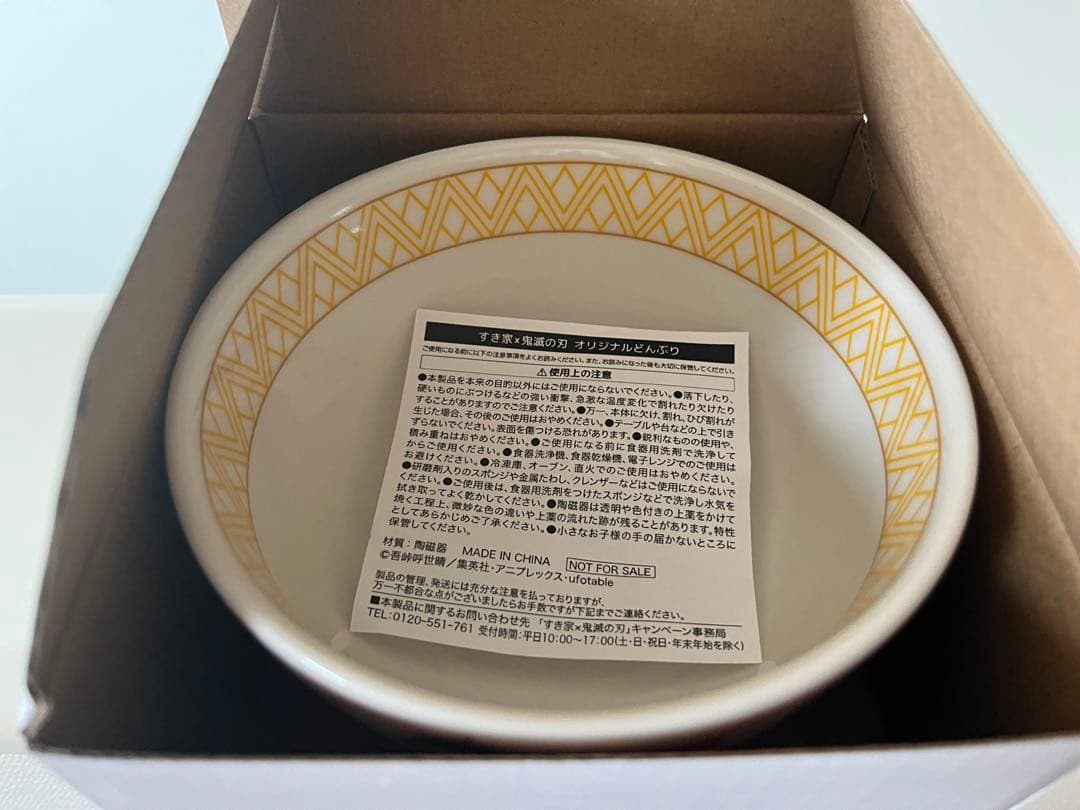 すき家×鬼滅の刃 オリジナルどんぶり
ご使用になる前に以下の注意事項をよくお読みください。また、お読みになった後も大切に保管してください。
⚠使用上の注意
●本製品を本来の目的以外にはご使用にならないでください。●落下したり、
硬いものにぶつけるなどの強い衝撃、急激な温度変化で割れたり欠けたり
することがありますのでご注意ください。●万一、本体に欠け、割れ、ひび割れが
生じた場合、その後のご使用はおやめください。●テーブルや台などの上で引き
ずらないでください。表面を傷つける恐れがあります。●鋭利なものの使用や、
積み重ねはおやめください。●ご使用になる前に食器用洗剤で洗浄して
からご使用ください。●食器洗浄機、食器乾燥機、電子レンジでのご使用は
お避けください。●冷凍庫、オーブン、直火でのご使用はおやめください。
●研磨剤入りのスポンジや金属たわし、クレンザーなどはご使用にならないで
ください。●ご使用後は、食器用洗剤をつけたスポンジなどで洗浄し水気を
拭き取ってよく乾かしてください。●陶磁器は透明や色付きの上薬をかけて
焼く工程上、微妙な色の違いや上薬の流れた跡が残ることがあります。特性
としてあらかじめご了承ください。●小さなお子様の手の届かないところに
保管してください。
材質:陶磁器 MADE IN CHINA NOT FOR SALE
©吾峠呼世晴/集英社・アニプレックス・ufotable
製品の管理、発送には充分な注意を払っておりますが、
万一不都合な点がございましたらお手数ですが下記までご連絡ください。
■本製品に関するお問い合わせ先 「すき家×鬼滅の刃」キャンペーン事務局
TEL:0120-551-761 受付時間:平日10:00〜17:00(土・日・祝日・年末年始を除く)